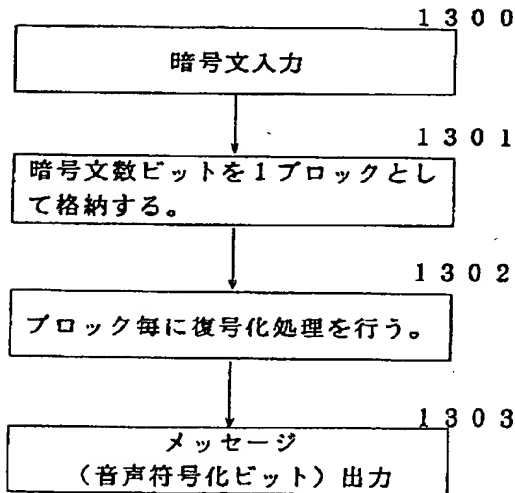 1300
暗号文入力
1301
暗号文数ビットを1ブロックとし
て格納する。
1302
ブロック毎に復号化処理を行う。
1303
メッセージ
(音声符号化ビット)出力